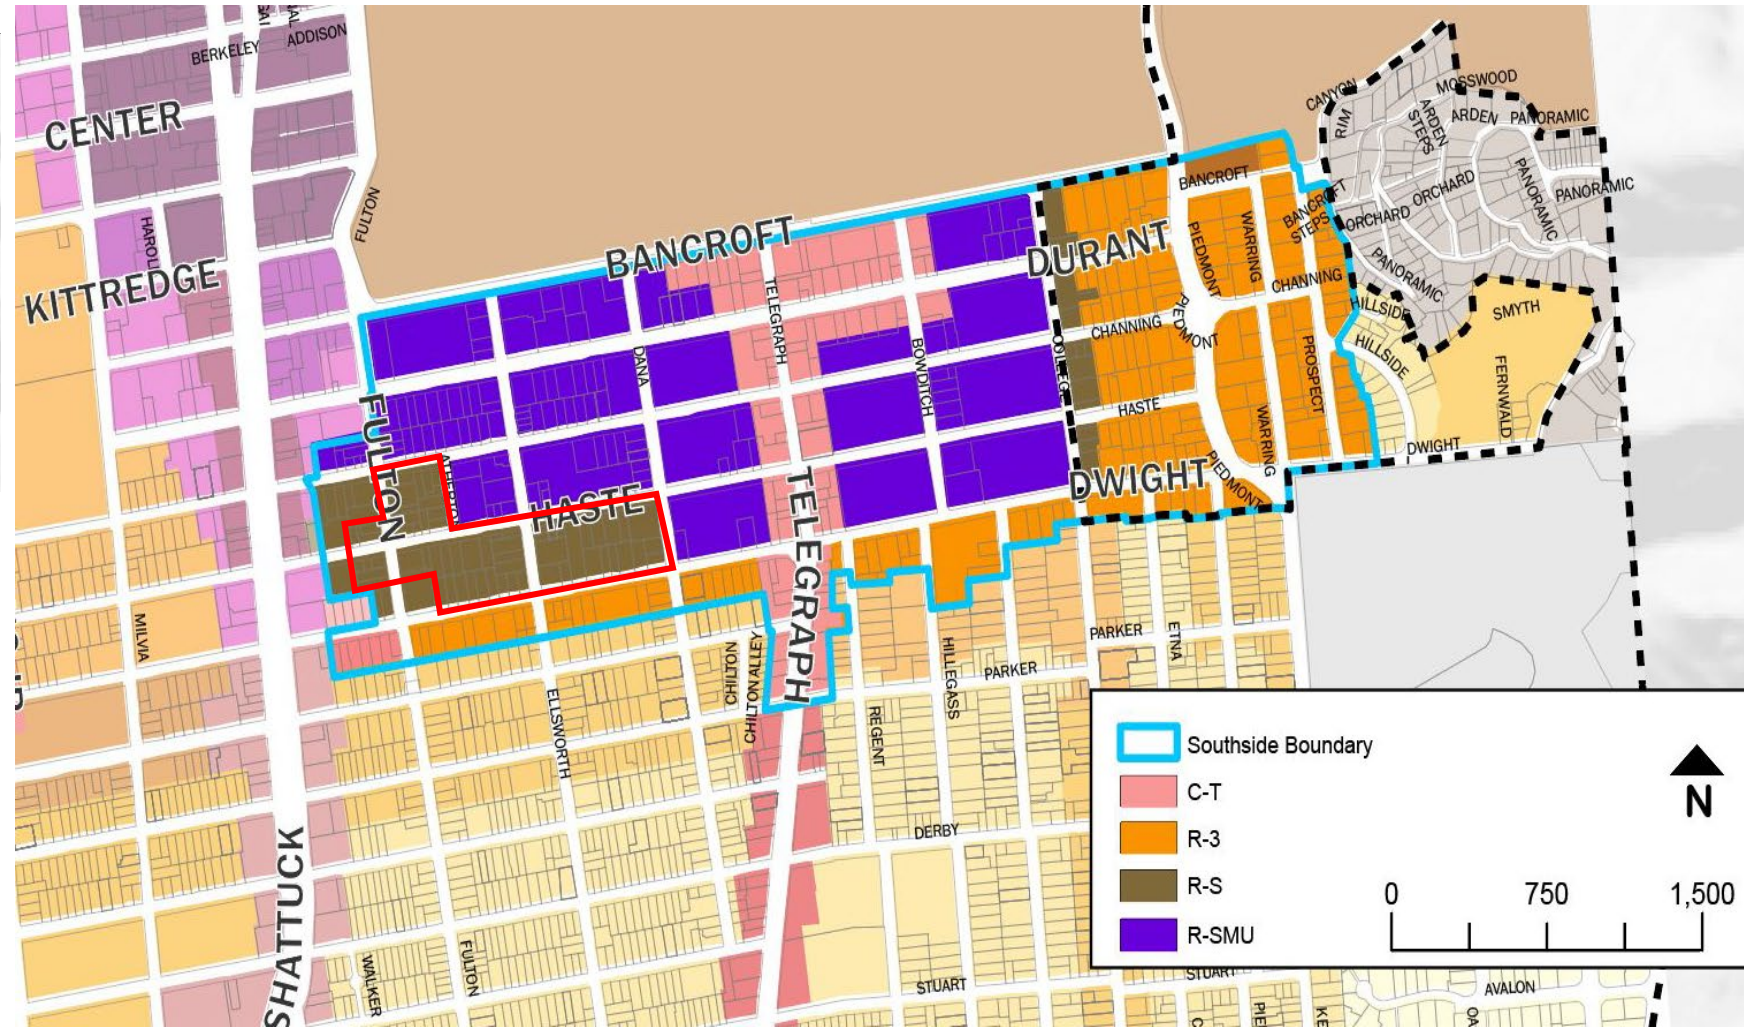 BERKELEY
ADDISON
CENTER
FULTON
KITTREDGE
BANCROFT
TELEGRAPH
DANA
BOWDITCH
DURANT
CHANNING
HASTE
FULTON
HASTE
TELEGRAPH
DWIGHT
BANCROFT
PIEDMONT
WARRING
BANCROFT
STEPS
CHANNING
PIEDMONT
PROSPECT
WARRING
PIEDMONT
CANYON
RIM
MOSSWOOD
ARDEN
STEPS
ARDEN
PANORAMIC
ORCHARD
ORCHARD
PANORAMIC
PANORAMIC
PANORAMIC
HILLSIDE
HILLSIDE
SMYTH
FERNWALD
DWIGHT
MILVIA
ELLSWORTH
CHILTON
CHILTON ALLEY
REGENT
HILLEGASS
PARKER
PARKER
ETNA
DERBY
SHATTUCK
WALKER
FULTON
STUART
STUART
AVALON
Southside Boundary
C-T
R-3
R-S
R-SMU
N
0 750 1,500